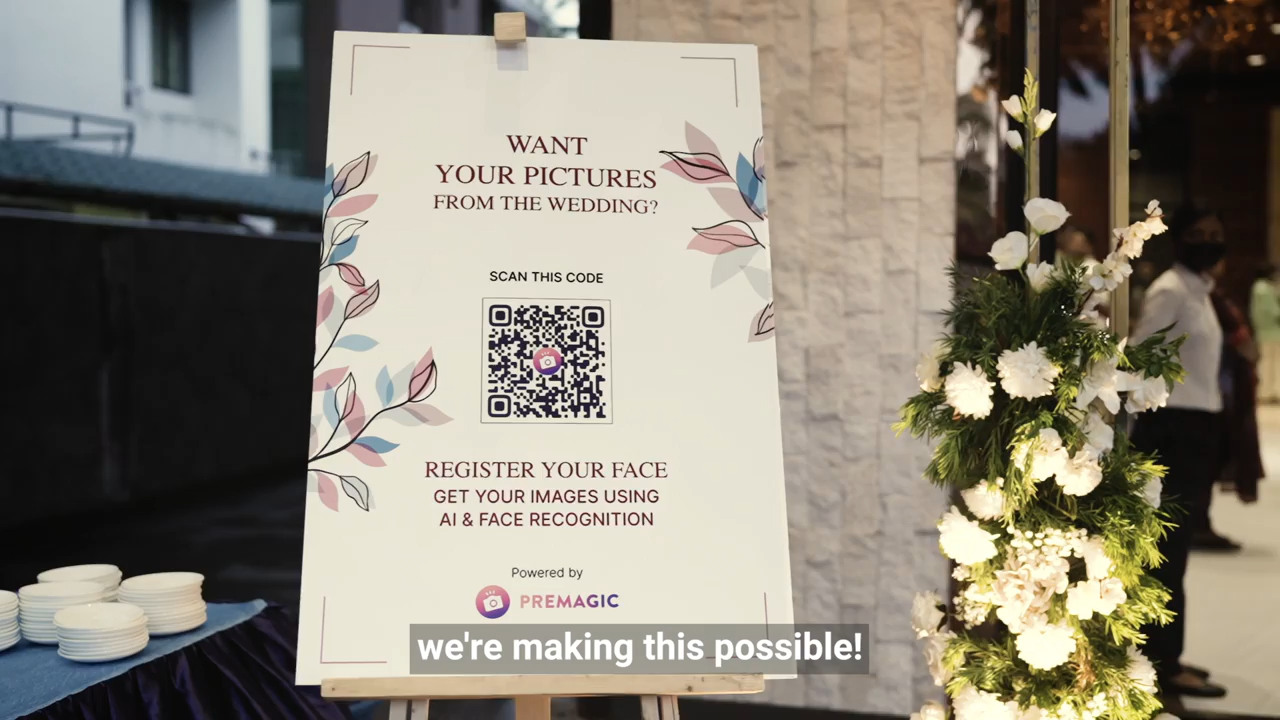 WANT
YOUR PICTURES
FROM THE WEDDING?
SCAN THIS CODE
REGISTER YOUR FACE
GET YOUR IMAGES USING
AI & FACE RECOGNITION
Powered by
PREMAGIC
we're making this possible!